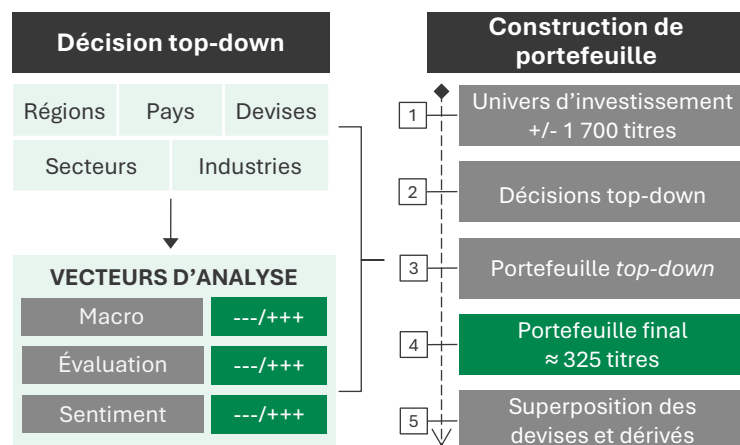 Décision top-down
Régions
Pays
Devises
Secteurs
Industries
VECTEURS D’ANALYSE
Macro
---/+++
Évaluation
---/+++
Sentiment
---/+++
Construction de
portefeuille
1
Univers d’investissement
+/- 1 700 titres
2
Décisions top-down
3
Portefeuille top-down
4
Portefeuille final
≈ 325 titres
5
Superposition des
devises et dérivés